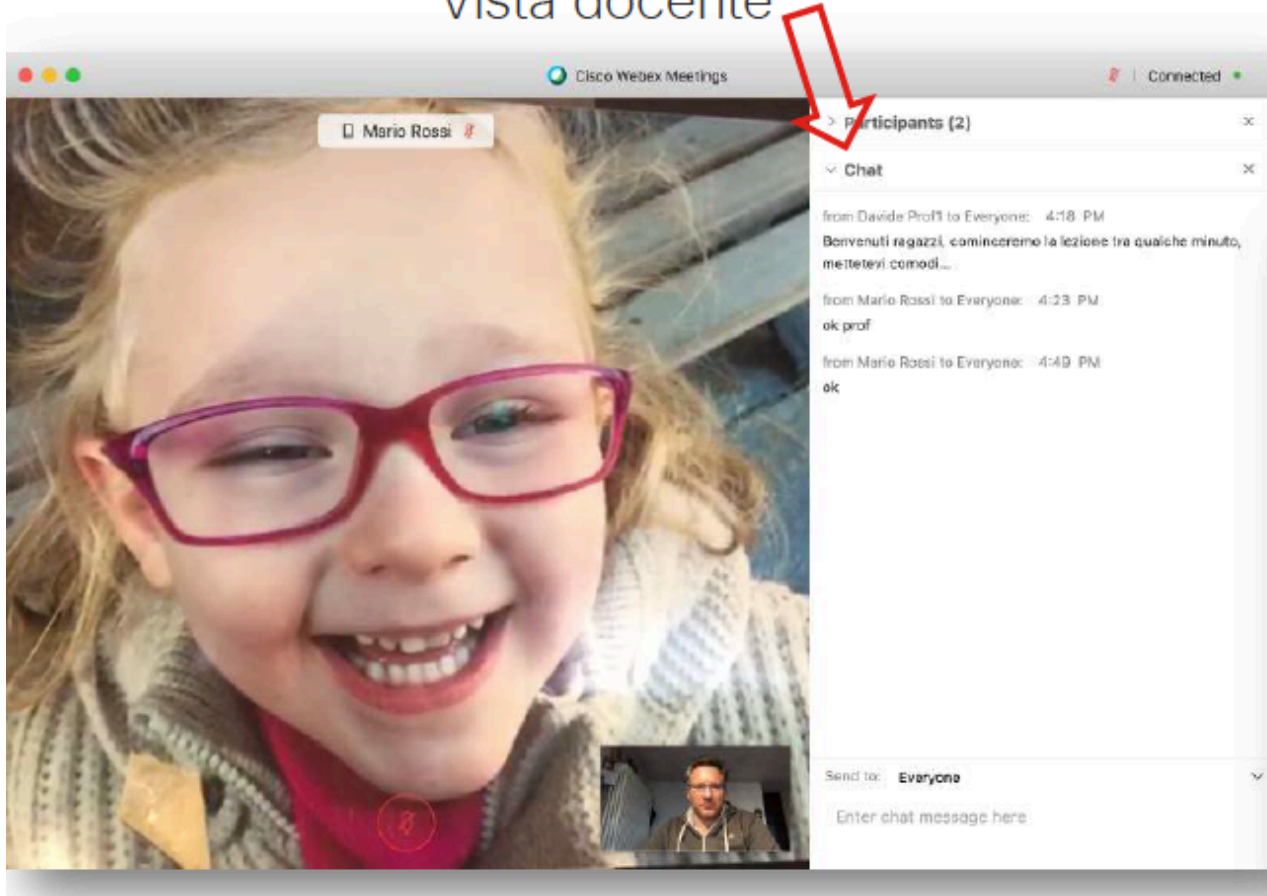 Vista docente
Cisco Webex Meetings
Connected
Mario Rossi
Participants (2)
Chat
from Davide Prof1 to Everyone: 4:18 PM
Benvenuti ragazzi, cominceremo la lezione tra qualche minuto,
mettetevi comodi...
from Mario Rossi to Everyone: 4:23 PM
ok prof
from Mario Rossi to Everyone: 4:49 PM
ok
Send to: Everyone
Enter chat message here